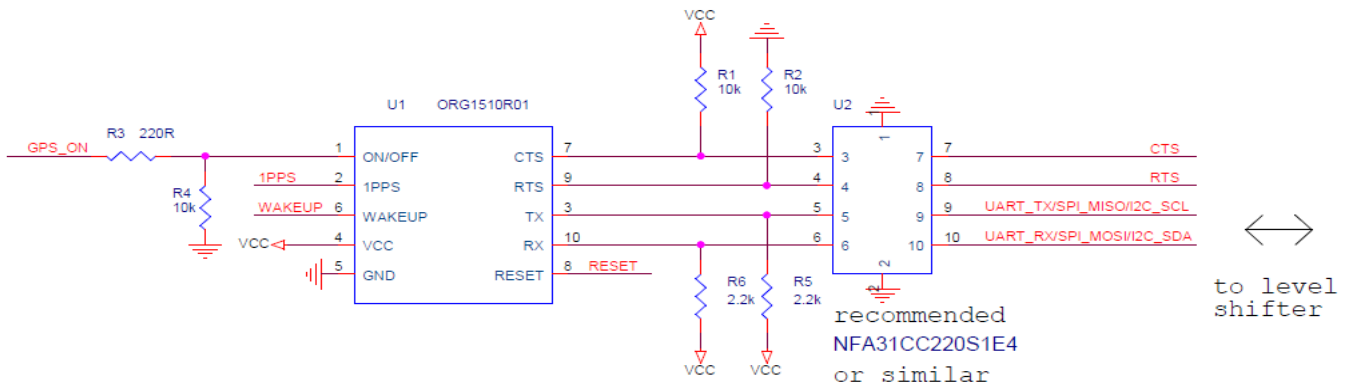 VCC
R1
10k
R2
10k
U1 ORG1510R01
U2
R3 220R
GPS_ON
1 ON/OFF CTS 7
3 3 1 7 7 CTS
1PPS 2 1PPS RTS 9
4 4 8 8 RTS
R4
10k
WAKEUP 6 WAKEUP TX 3
5 5 9 9 UART_TX/SPI_MISO/I2C_SCL
VCC 4 VCC RX 10
6 6 10 10 UART_RX/SPI_MOSI/I2C_SDA
5 GND RESET 8 RESET
1
2
2
R6
2.2k
R5
2.2k
VCC
VCC
to level
shifter
recommended
NFA31CC220S1E4
or similar